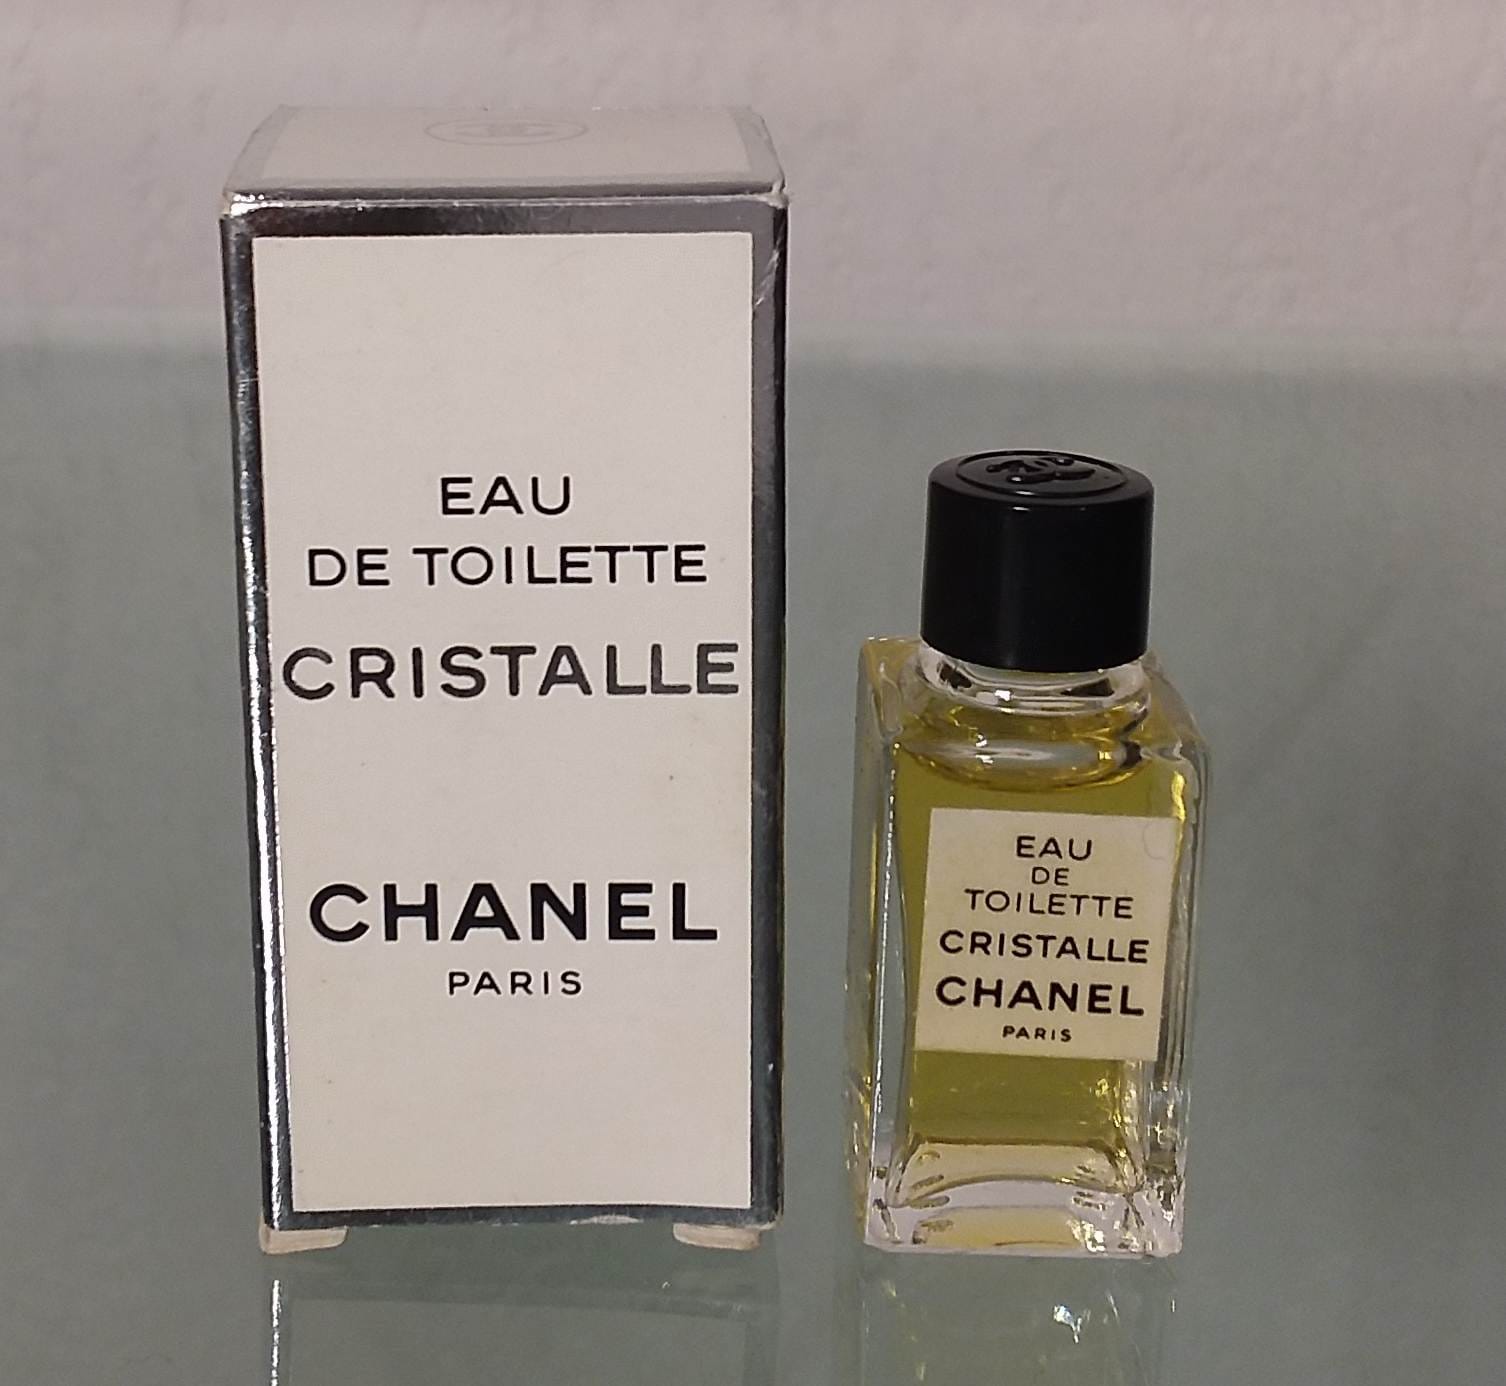 EAU
DE TOILETTE
CRISTALLE
CHANEL
PARIS
EAU
DE
TOILETTE
CRISTALLE
CHANEL
PARIS